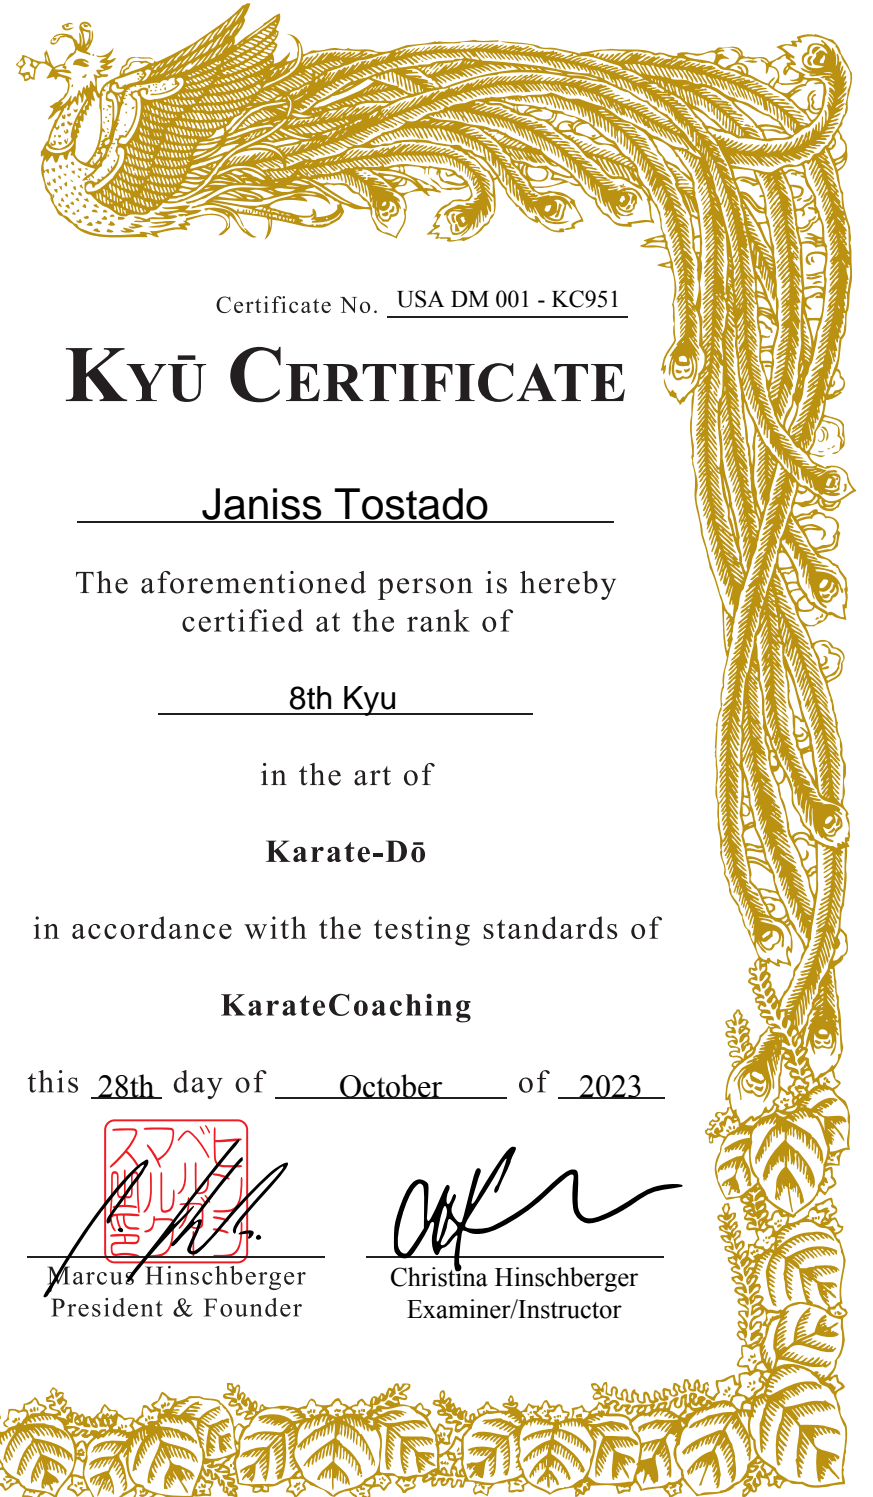 Certificate No. USA DM 001 - KC951
KYŪ CERTIFICATE
Janiss Tostado
The aforementioned person is hereby
certified at the rank of
8th Kyu
in the art of
Karate-Dō
in accordance with the testing standards of
KarateCoaching
this 28th day of October of 2023
Marcus Hinschberger
President & Founder
Christina Hinschberger
Examiner/Instructor